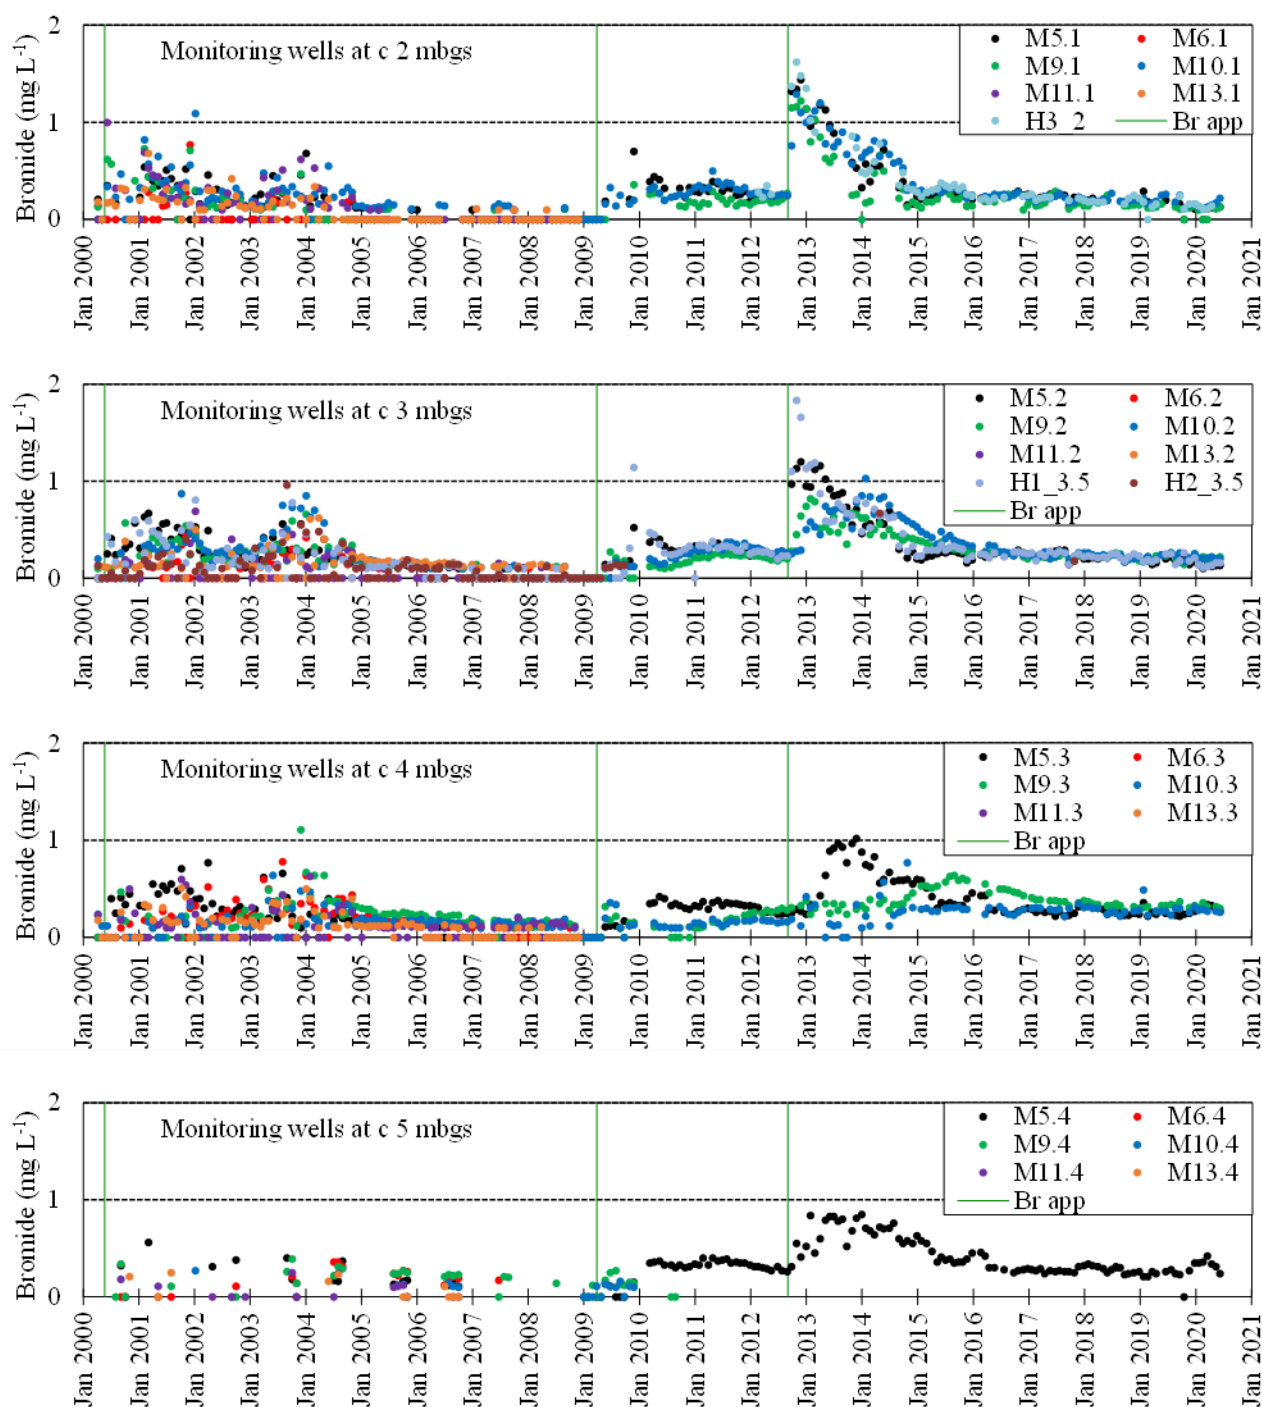 Bromide (mg L-1)
2
1
0
Monitoring wells at c 2 mbgs
M5.1 M6.1
M9.1 M10.1
M11.1 M13.1
H3_2 Br app
Jan 2000 Jan 2001 Jan 2002 Jan 2003 Jan 2004 Jan 2005 Jan 2006 Jan 2007 Jan 2008 Jan 2009 Jan 2010 Jan 2011 Jan 2012 Jan 2013 Jan 2014 Jan 2015 Jan 2016 Jan 2017 Jan 2018 Jan 2019 Jan 2020 Jan 2021
Bromide (mg L-1)
2
1
0
Monitoring wells at c 3 mbgs
M5.2 M6.2
M9.2 M10.2
M11.2 M13.2
H1_3.5 H2_3.5
Br app
Jan 2000 Jan 2001 Jan 2002 Jan 2003 Jan 2004 Jan 2005 Jan 2006 Jan 2007 Jan 2008 Jan 2009 Jan 2010 Jan 2011 Jan 2012 Jan 2013 Jan 2014 Jan 2015 Jan 2016 Jan 2017 Jan 2018 Jan 2019 Jan 2020 Jan 2021
Bromide (mg L-1)
2
1
0
Monitoring wells at c 4 mbgs
M5.3 M6.3
M9.3 M10.3
M11.3 M13.3
Br app
Jan 2000 Jan 2001 Jan 2002 Jan 2003 Jan 2004 Jan 2005 Jan 2006 Jan 2007 Jan 2008 Jan 2009 Jan 2010 Jan 2011 Jan 2012 Jan 2013 Jan 2014 Jan 2015 Jan 2016 Jan 2017 Jan 2018 Jan 2019 Jan 2020 Jan 2021
Bromide (mg L-1)
2
1
0
Monitoring wells at c 5 mbgs
M5.4 M6.4
M9.4 M10.4
M11.4 M13.4
Br app
Jan 2000 Jan 2001 Jan 2002 Jan 2003 Jan 2004 Jan 2005 Jan 2006 Jan 2007 Jan 2008 Jan 2009 Jan 2010 Jan 2011 Jan 2012 Jan 2013 Jan 2014 Jan 2015 Jan 2016 Jan 2017 Jan 2018 Jan 2019 Jan 2020 Jan 2021